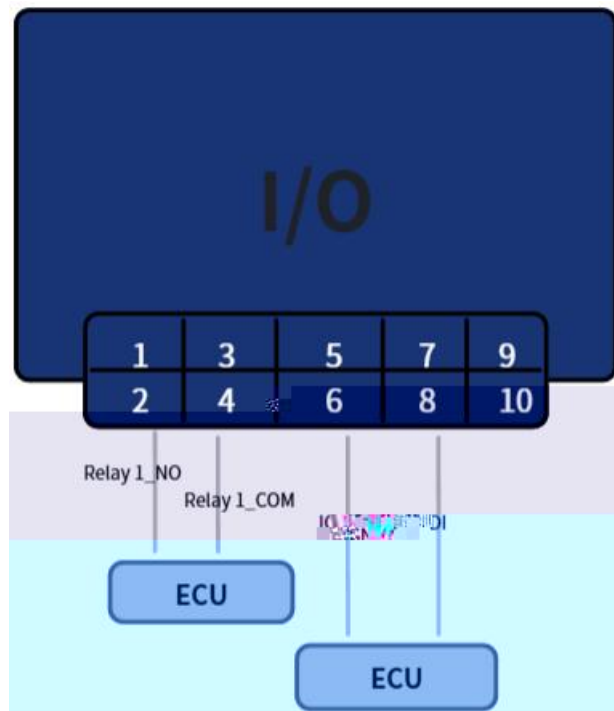 I/O
1 3 5 7 9
2 4 6 8 10
Relay 1_NO
Relay 1_COM
ECU
ECU